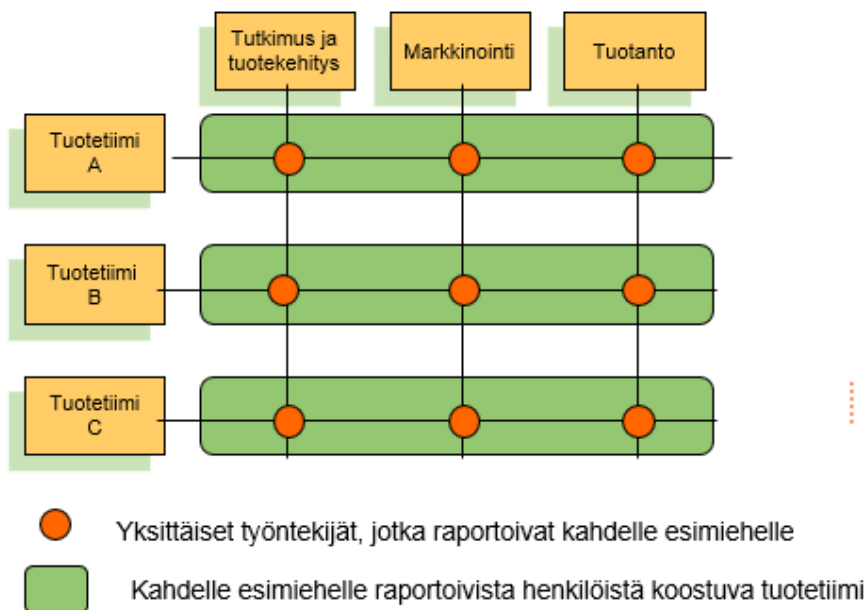 Tutkimus ja
tuotekehitys
Markkinointi
Tuotanto
Tuotetiimi
A
Tuotetiimi
B
Tuotetiimi
C
Yksittäiset työntekijät, jotka raportoivat kahdelle esimiehelle
Kahdelle esimiehelle raportoivista henkilöistä koostuva tuotetiimi